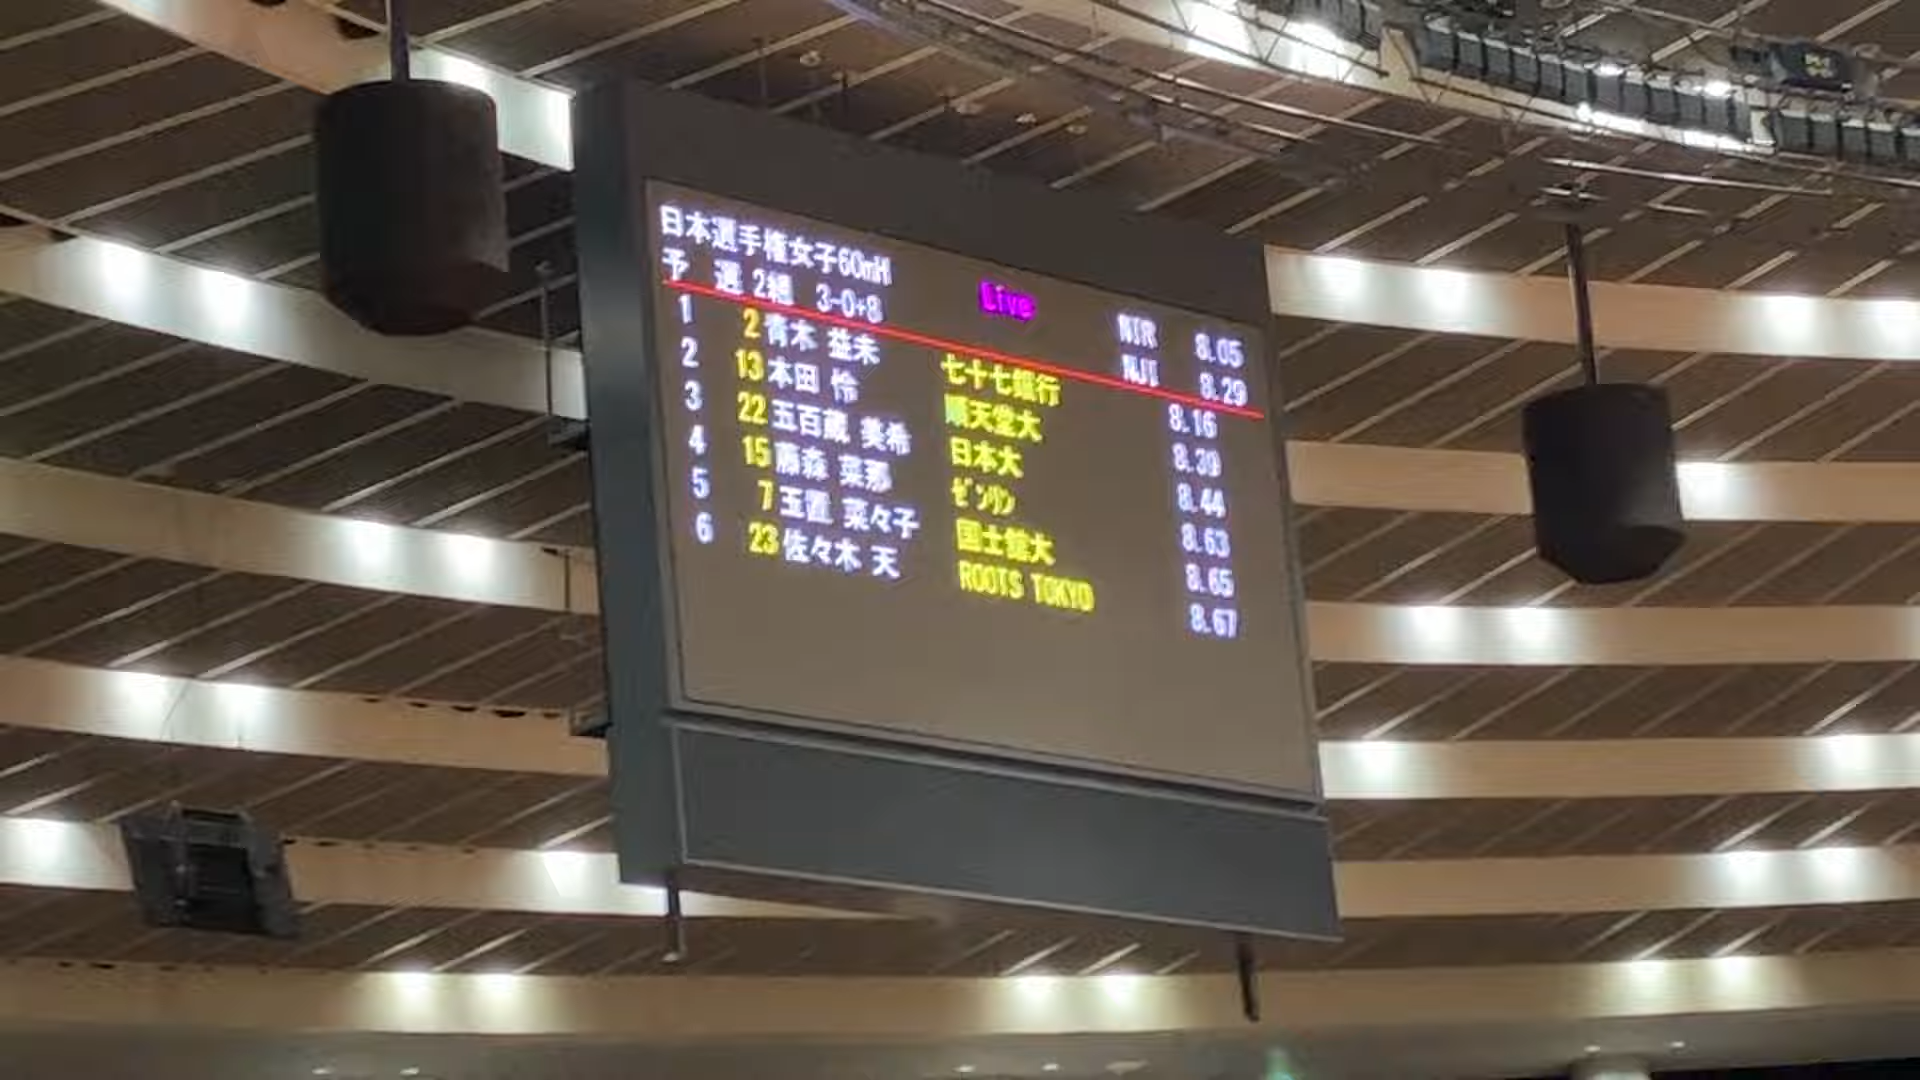 日本選手権女子60mH
予 選 2組 3-0+8 Live NIR 8.05
NJI 8.29
1 2 青木 益未 七十七銀行 8.16
2 13 本田 怜 順天堂大 8.39
3 22 五百蔵 美希 日本大 8.44
4 15 藤森 菜那 ｾﾞﾝﾘﾝ 8.63
5 7 玉置 菜々子 国士舘大 8.65
6 23 佐々木 天 ROOTS TOKYO 8.67